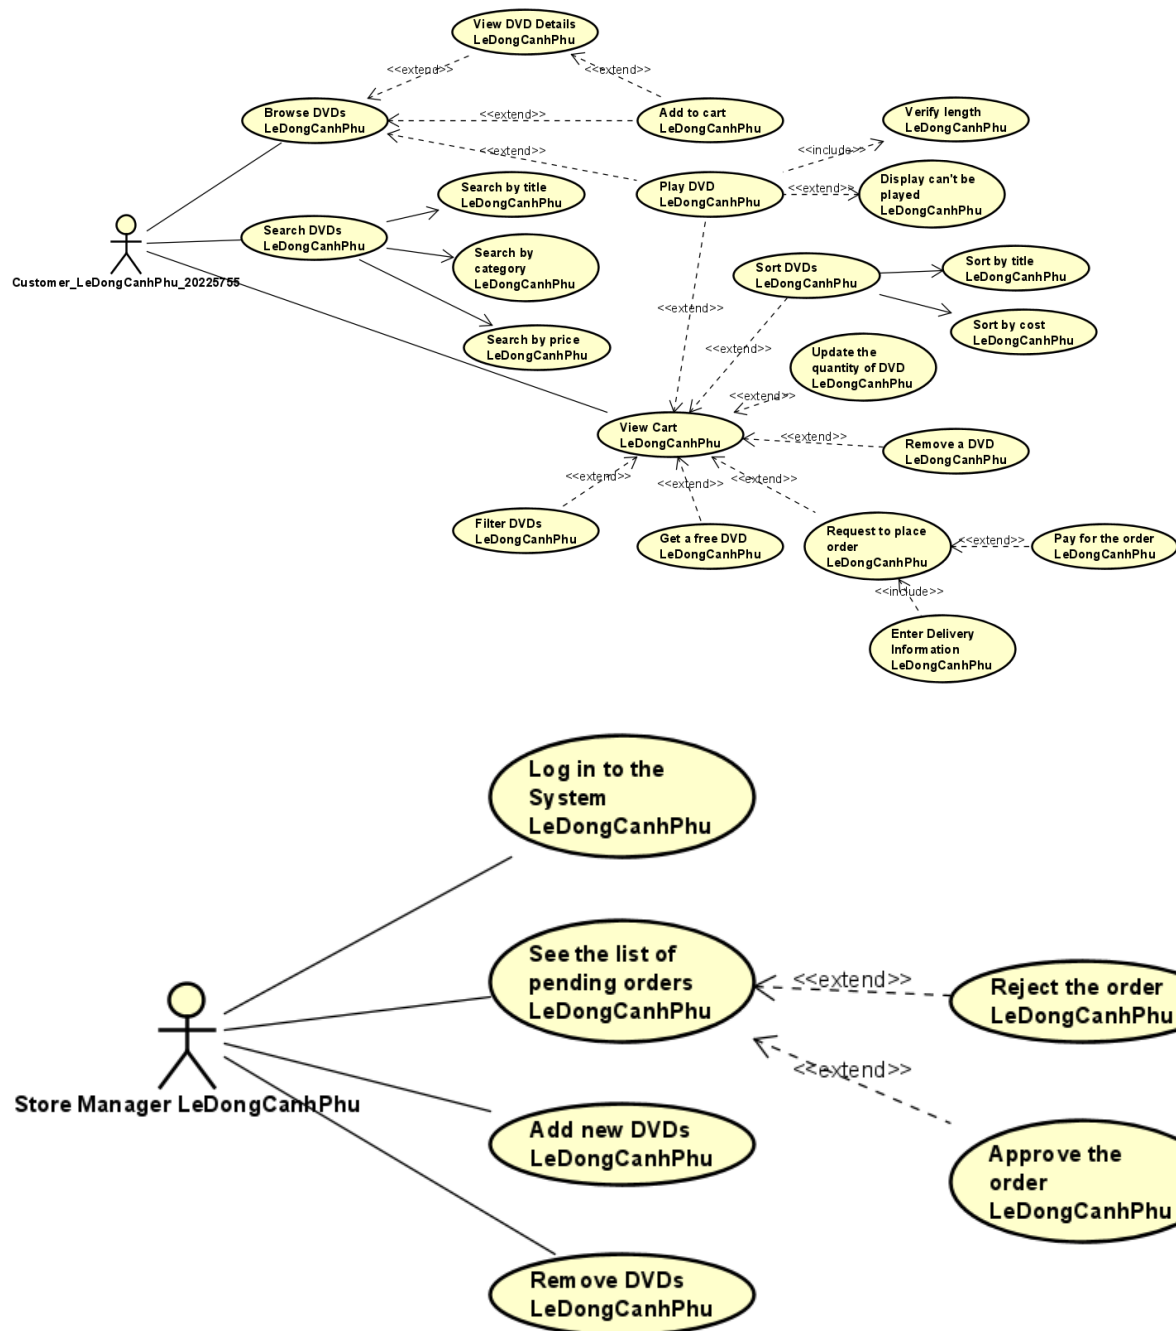 View DVD Details
LeDongCanhPhu
<<extend>>
<<extend>>
Browse DVDs
LeDongCanhPhu
<<extend>>
Add to cart
LeDongCanhPhu
Verify length
LeDongCanhPhu
<<extend>>
<<include>>
Search by title
LeDongCanhPhu
Play DVD
LeDongCanhPhu
<<extend>>
Display can't be
played
LeDongCanhPhu
Search DVDs
LeDongCanhPhu
Search by
category
LeDongCanhPhu
Sort DVDs
LeDongCanhPhu
Sort by title
LeDongCanhPhu
Customer_LeDongCanhPhu_20225755
<<extend>>
Sort by cost
LeDongCanhPhu
Search by price
LeDongCanhPhu
<<extend>>
Update the
quantity of DVD
LeDongCanhPhu
<<extend>>
View Cart
LeDongCanhPhu
<<extend>>
Remove a DVD
LeDongCanhPhu
<<extend>>
<<extend>>
<<extend>>
Filter DVDs
LeDongCanhPhu
Get a free DVD
LeDongCanhPhu
Request to place
order
LeDongCanhPhu
<<extend>>
Pay for the order
LeDongCanhPhu
<<include>>
Enter Delivery
Information
LeDongCanhPhu
Log in to the
System
LeDongCanhPhu
See the list of
pending orders
LeDongCanhPhu
<<extend>>
Reject the order
LeDongCanhPhu
<<extend>>
Store Manager LeDongCanhPhu
Add new DVDs
LeDongCanhPhu
Approve the
order
LeDongCanhPhu
Remove DVDs
LeDongCanhPhu